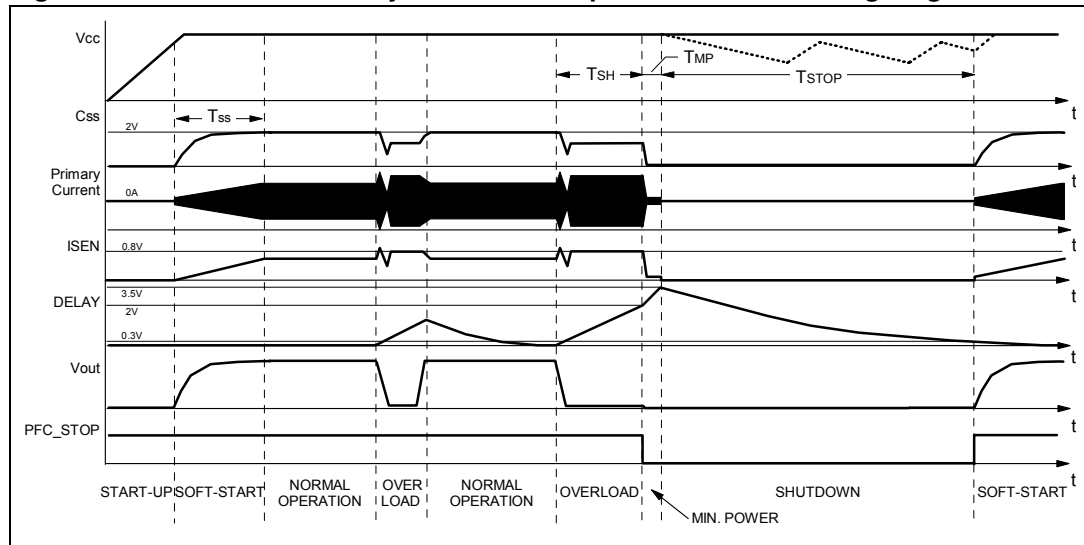 Vcc
TSH
TMP
TSTOP
t
Css
2V
Tss
t
Primary
Current
0A
t
ISEN
0.8V
t
DELAY
3.5V
2V
0.3V
t
Vout
t
PFC_STOP
t
START-UP
SOFT-START
NORMAL
OPERATION
OVER
LOAD
NORMAL
OPERATION
OVERLOAD
MIN. POWER
SHUTDOWN
SOFT-START